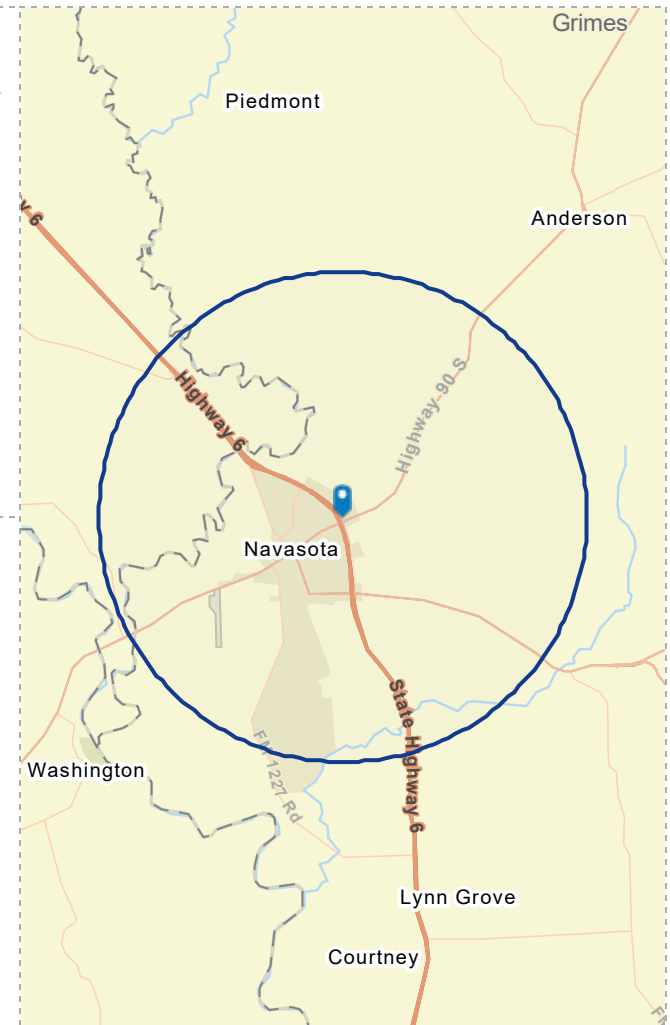 Grimes
Piedmont
y 6
Anderson
Highway 90 S
Highway 6
Navasota
State Highway 6
FM 1227 Rd
Washington
Lynn Grove
Courtney